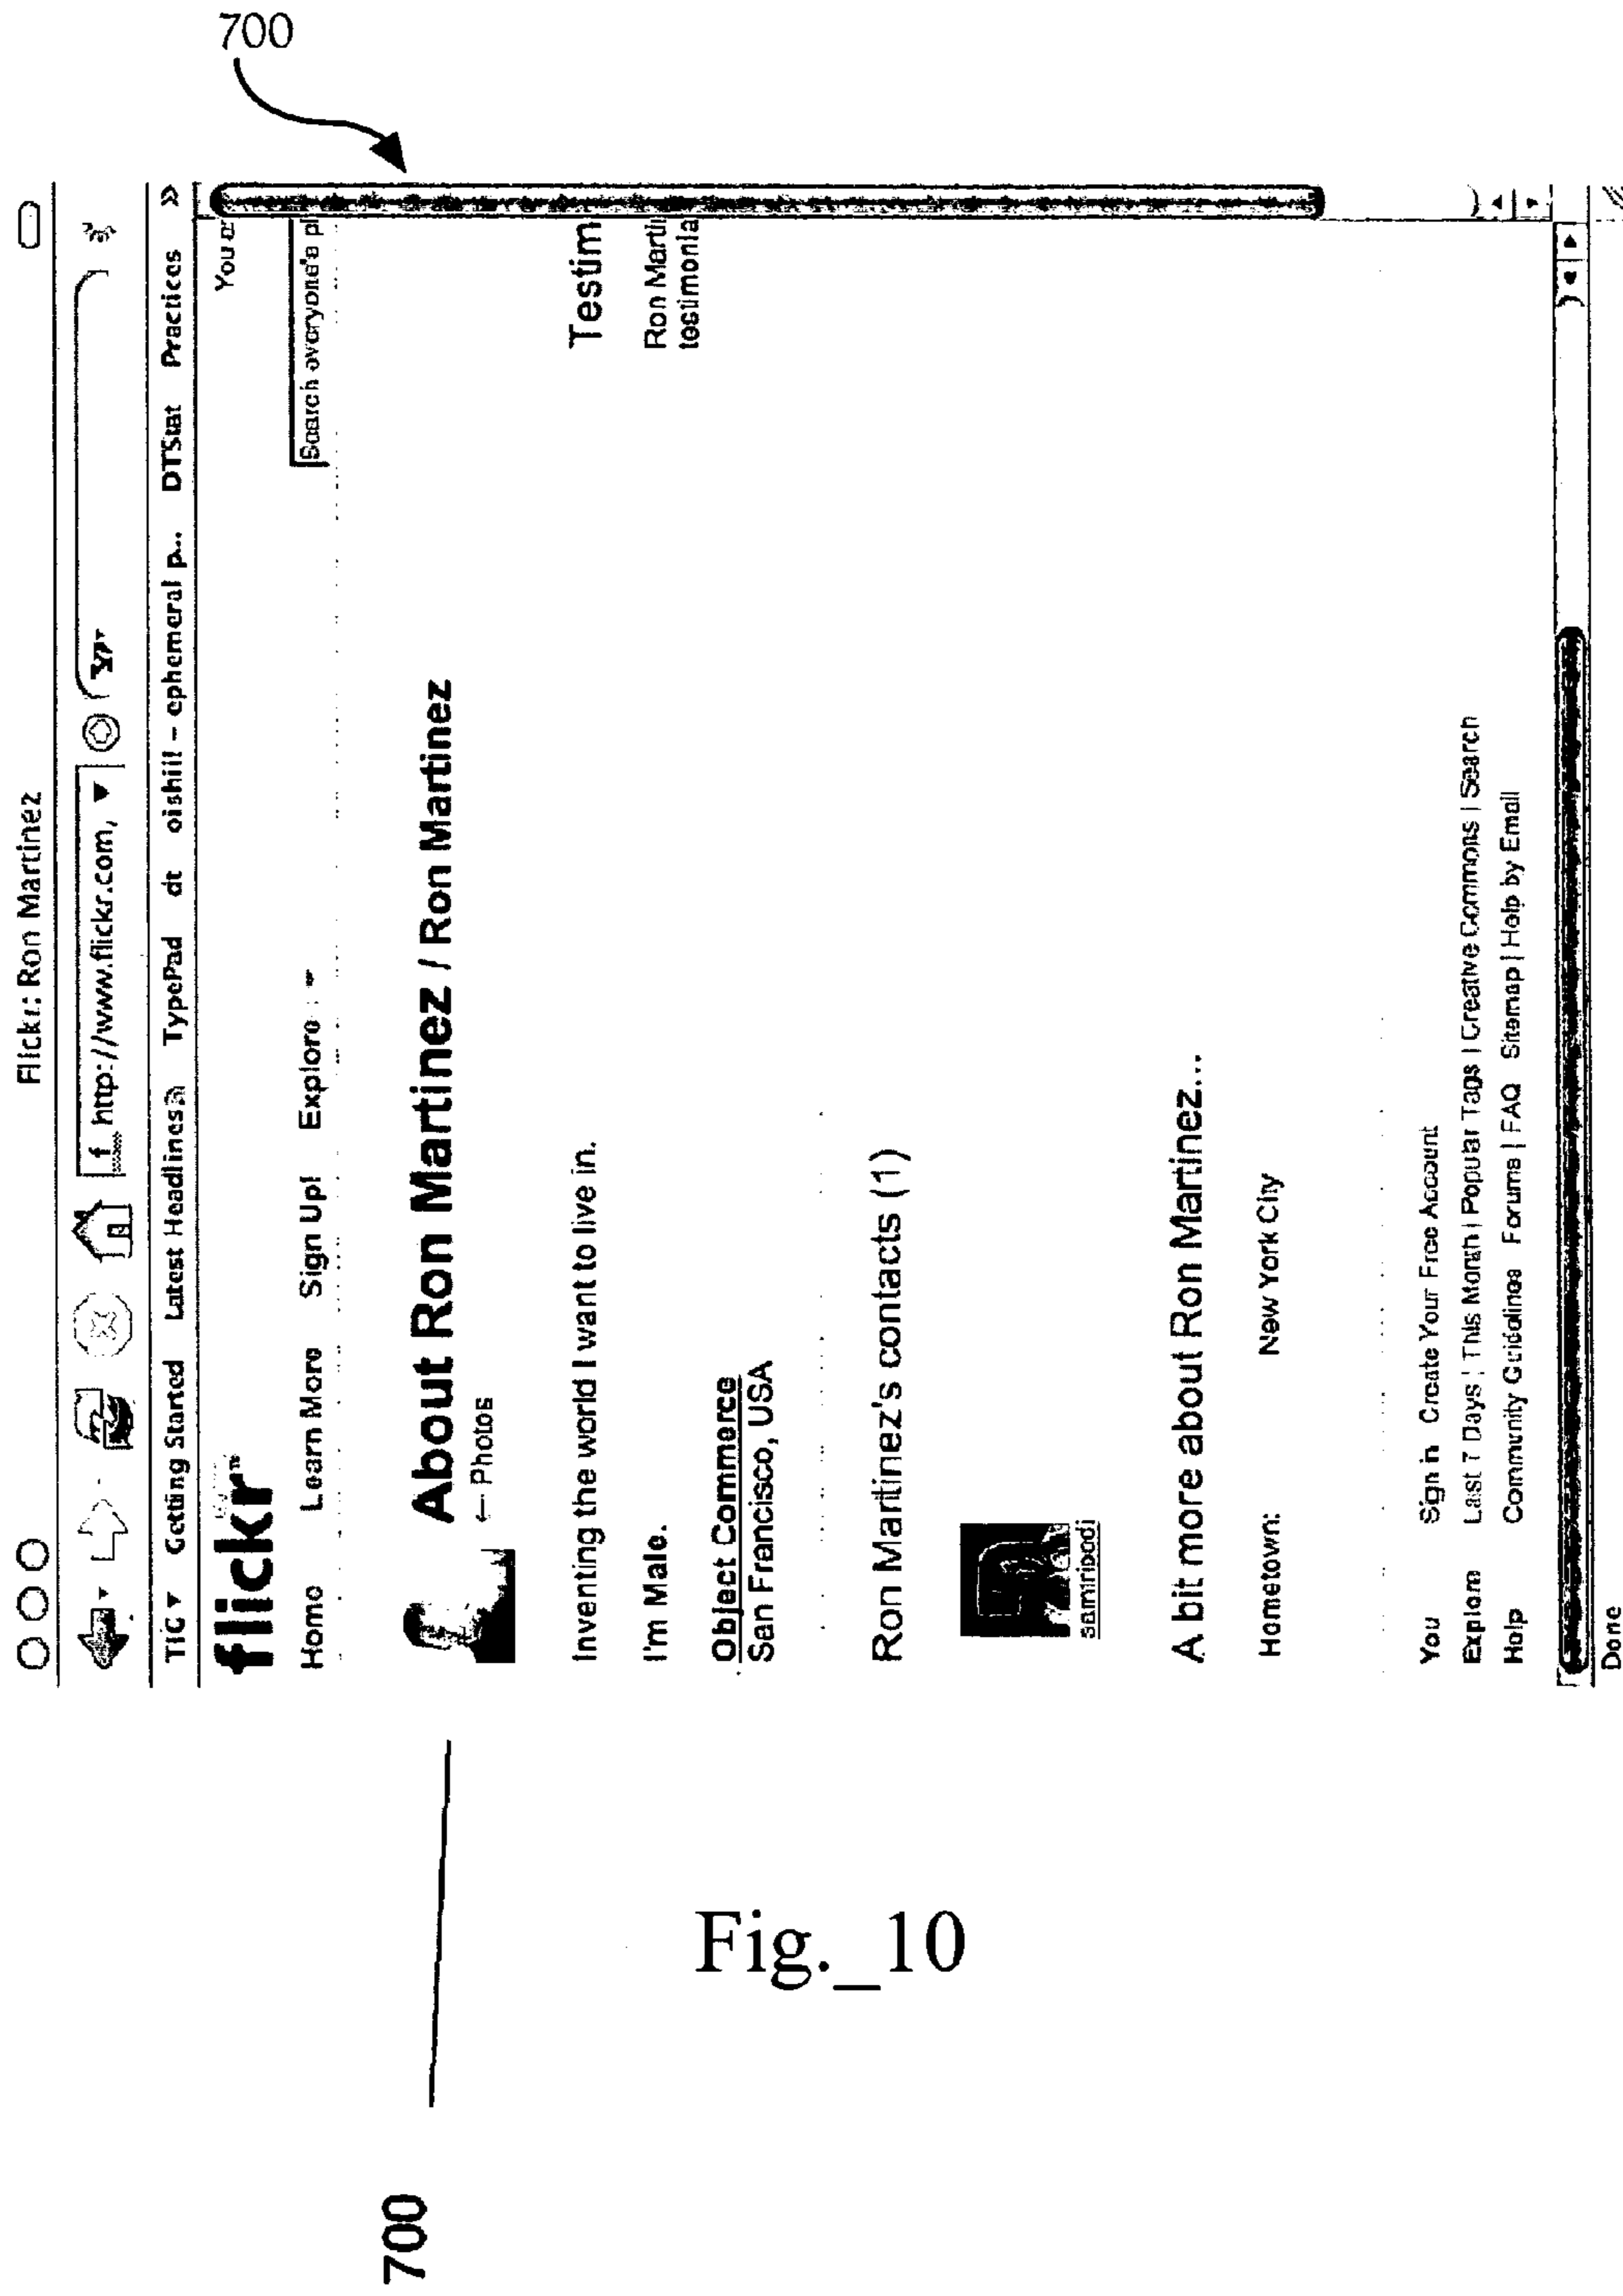 700
Flickr: Ron Martinez
http://www.flickr.com,
TIC Getting Started Latest Headlines TypePad dt oishii! - ephemeral p... DTStat Practices »
flickr
You ar
Home Learn More Sign Up! Explore
Search everyone's p
About Ron Martinez / Ron Martinez
← Photos
Inventing the world I want to live in.
Testim
I'm Male.
Ron Marti
testimonia
Object Commerce
San Francisco, USA
Ron Martinez's contacts (1)
A bit more about Ron Martinez...
Hometown: New York City
You Sign in Create Your Free Account
Explore Last 7 Days | This Month | Popular Tags | Creative Commons | Search
Help Community Guidelines Forums | FAQ Sitemap | Help by Email
Done
700
Fig._10